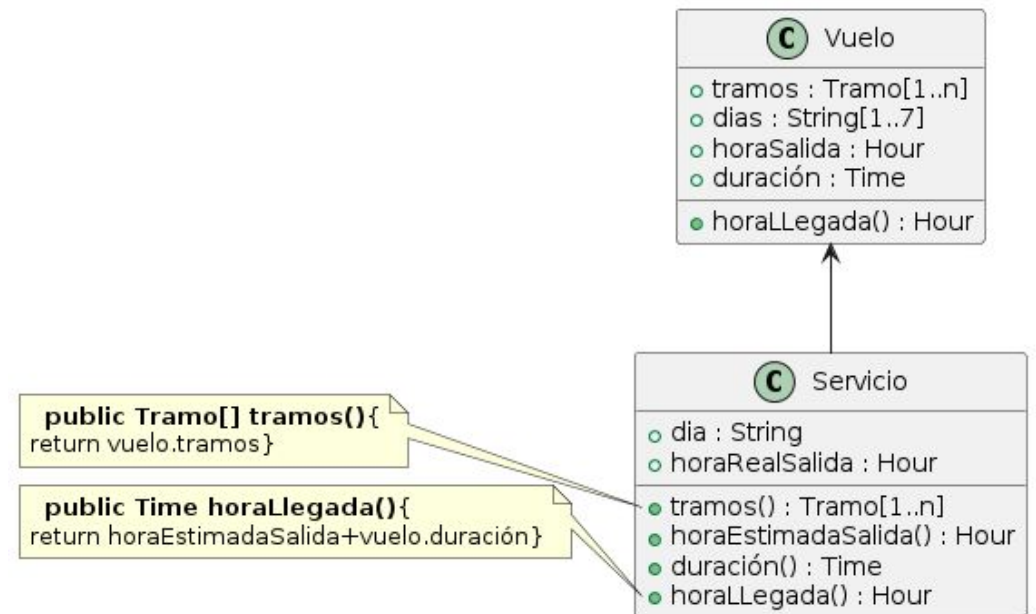 C Vuelo
tramos : Tramo[1..n]
dias : String[1..7]
horaSalida : Hour
duración : Time
horaLLegada() : Hour
C Servicio
dia : String
horaRealSalida : Hour
tramos() : Tramo[1..n]
horaEstimadaSalida() : Hour
duración() : Time
horaLLegada() : Hour
public Tramo[] tramos(){
return vuelo.tramos}
public Time horaLlegada(){
return horaEstimadaSalida+vuelo.duración}